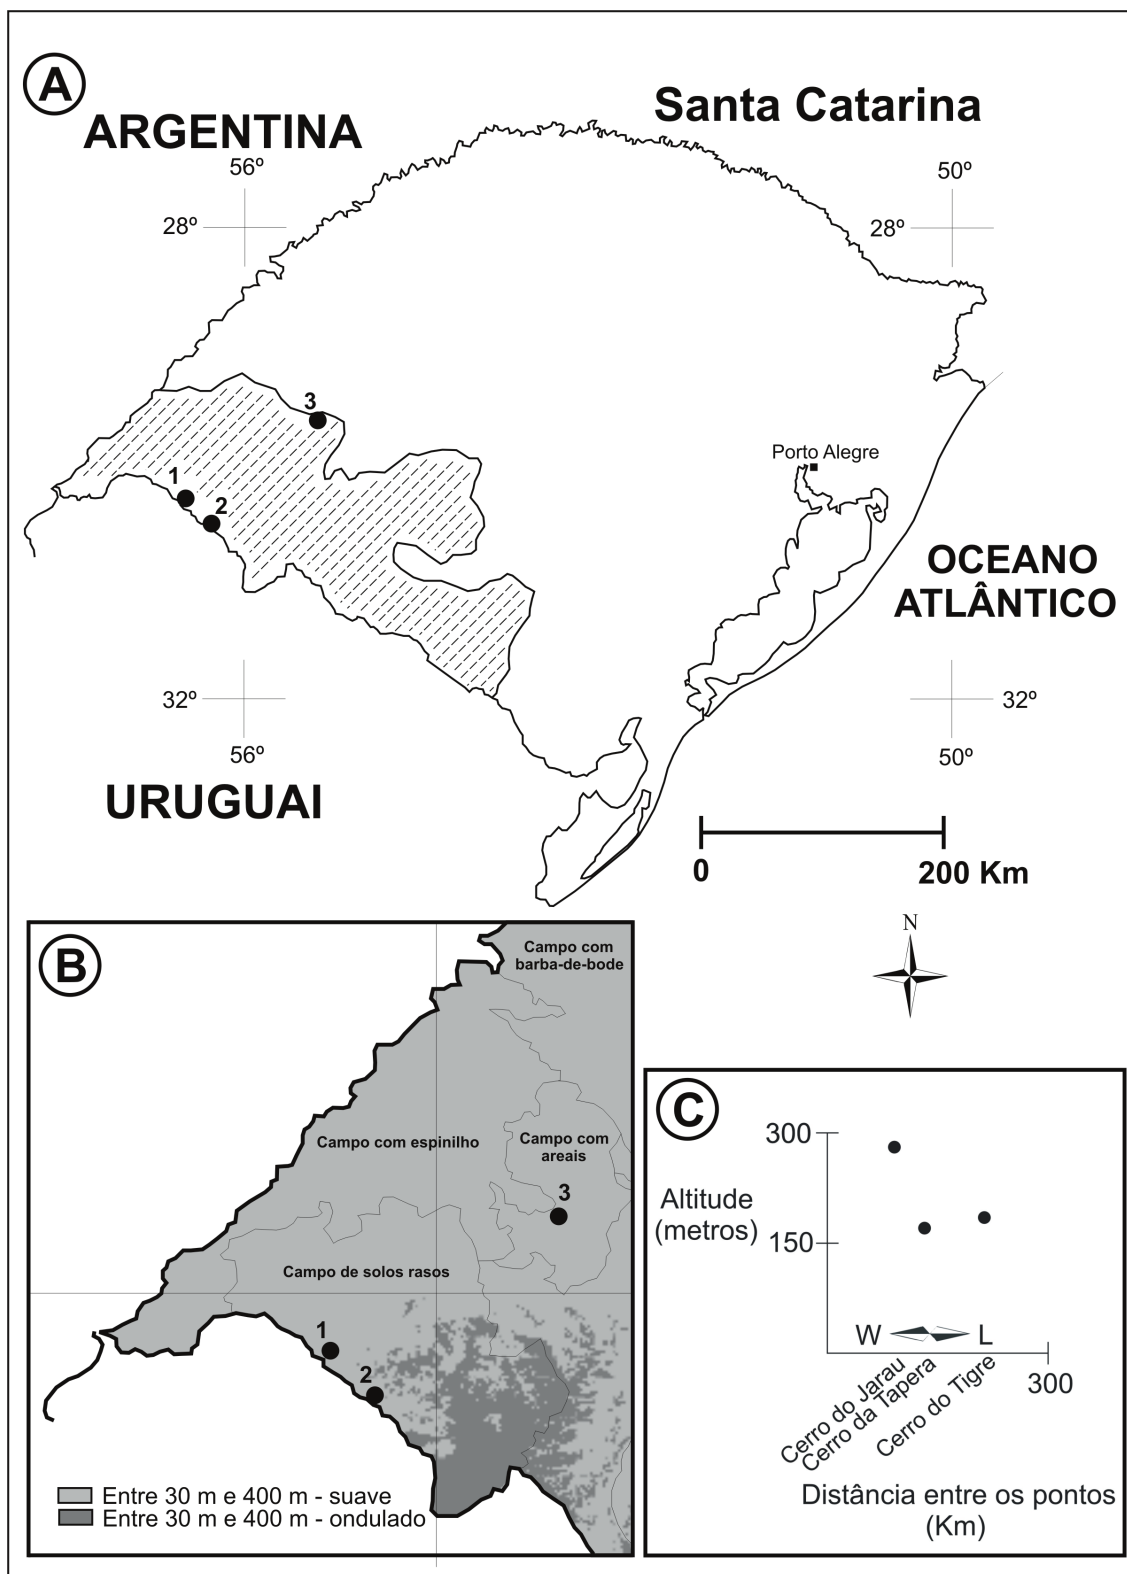 A
ARGENTINA
Santa Catarina
56º
50º
28º
28º
3
1
2
Porto Alegre
OCEANO
ATLÂNTICO
32º
32º
56º
50º
URUGUAI
0
200 Km
N
B
Campo com
barba-de-bode
Campo com espinilho
Campo com
areais
3
Campo de solos rasos
1
2
Entre 30 m e 400 m - suave
Entre 30 m e 400 m - ondulado
C
300
Altitude
(metros)
150
W
L
300
Cerro do Jarau
Cerro da Tapera
Cerro do Tigre
Distância entre os pontos
(Km)